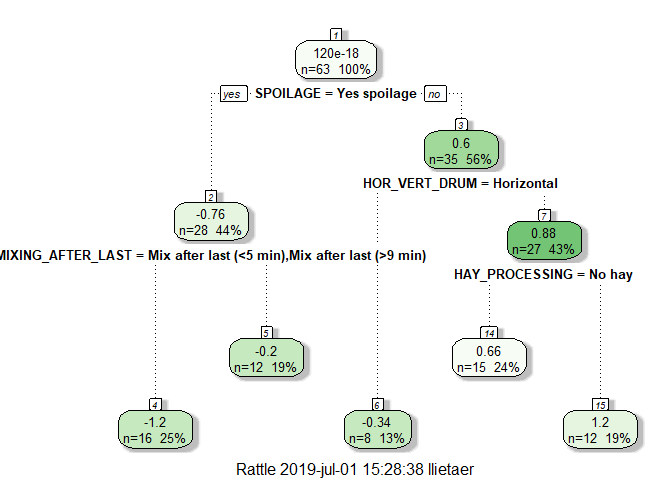 1
120e-18
n=63 100%
yes SPOILAGE = Yes spoilage no
3
0.6
n=35 56%
HOR_VERT_DRUM = Horizontal
2
-0.76
n=28 44%
7
0.88
n=27 43%
MIXING_AFTER_LAST = Mix after last (<5 min),Mix after last (>9 min)
HAY_PROCESSING = No hay
5
-0.2
n=12 19%
14
0.66
n=15 24%
4
-1.2
n=16 25%
6
-0.34
n=8 13%
15
1.2
n=12 19%
Rattle 2019-jul-01 15:28:38 llietaer